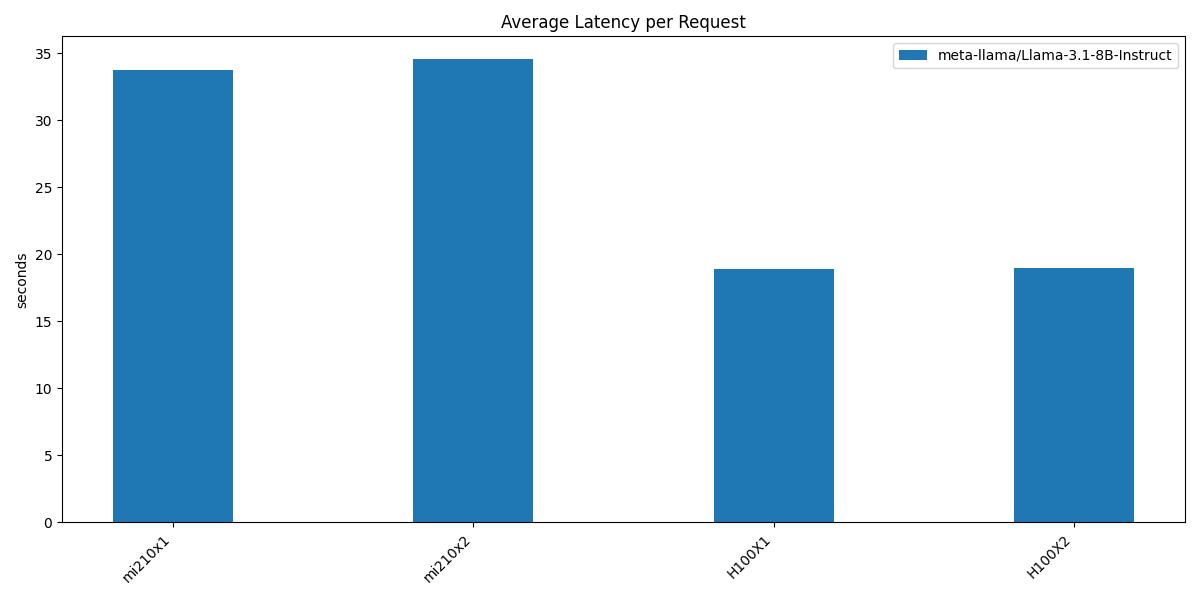 Average Latency per Request
meta-llama/Llama-3.1-8B-Instruct
seconds
35
30
25
20
15
10
5
0
mi210x1
mi210x2
H100X1
H100X2